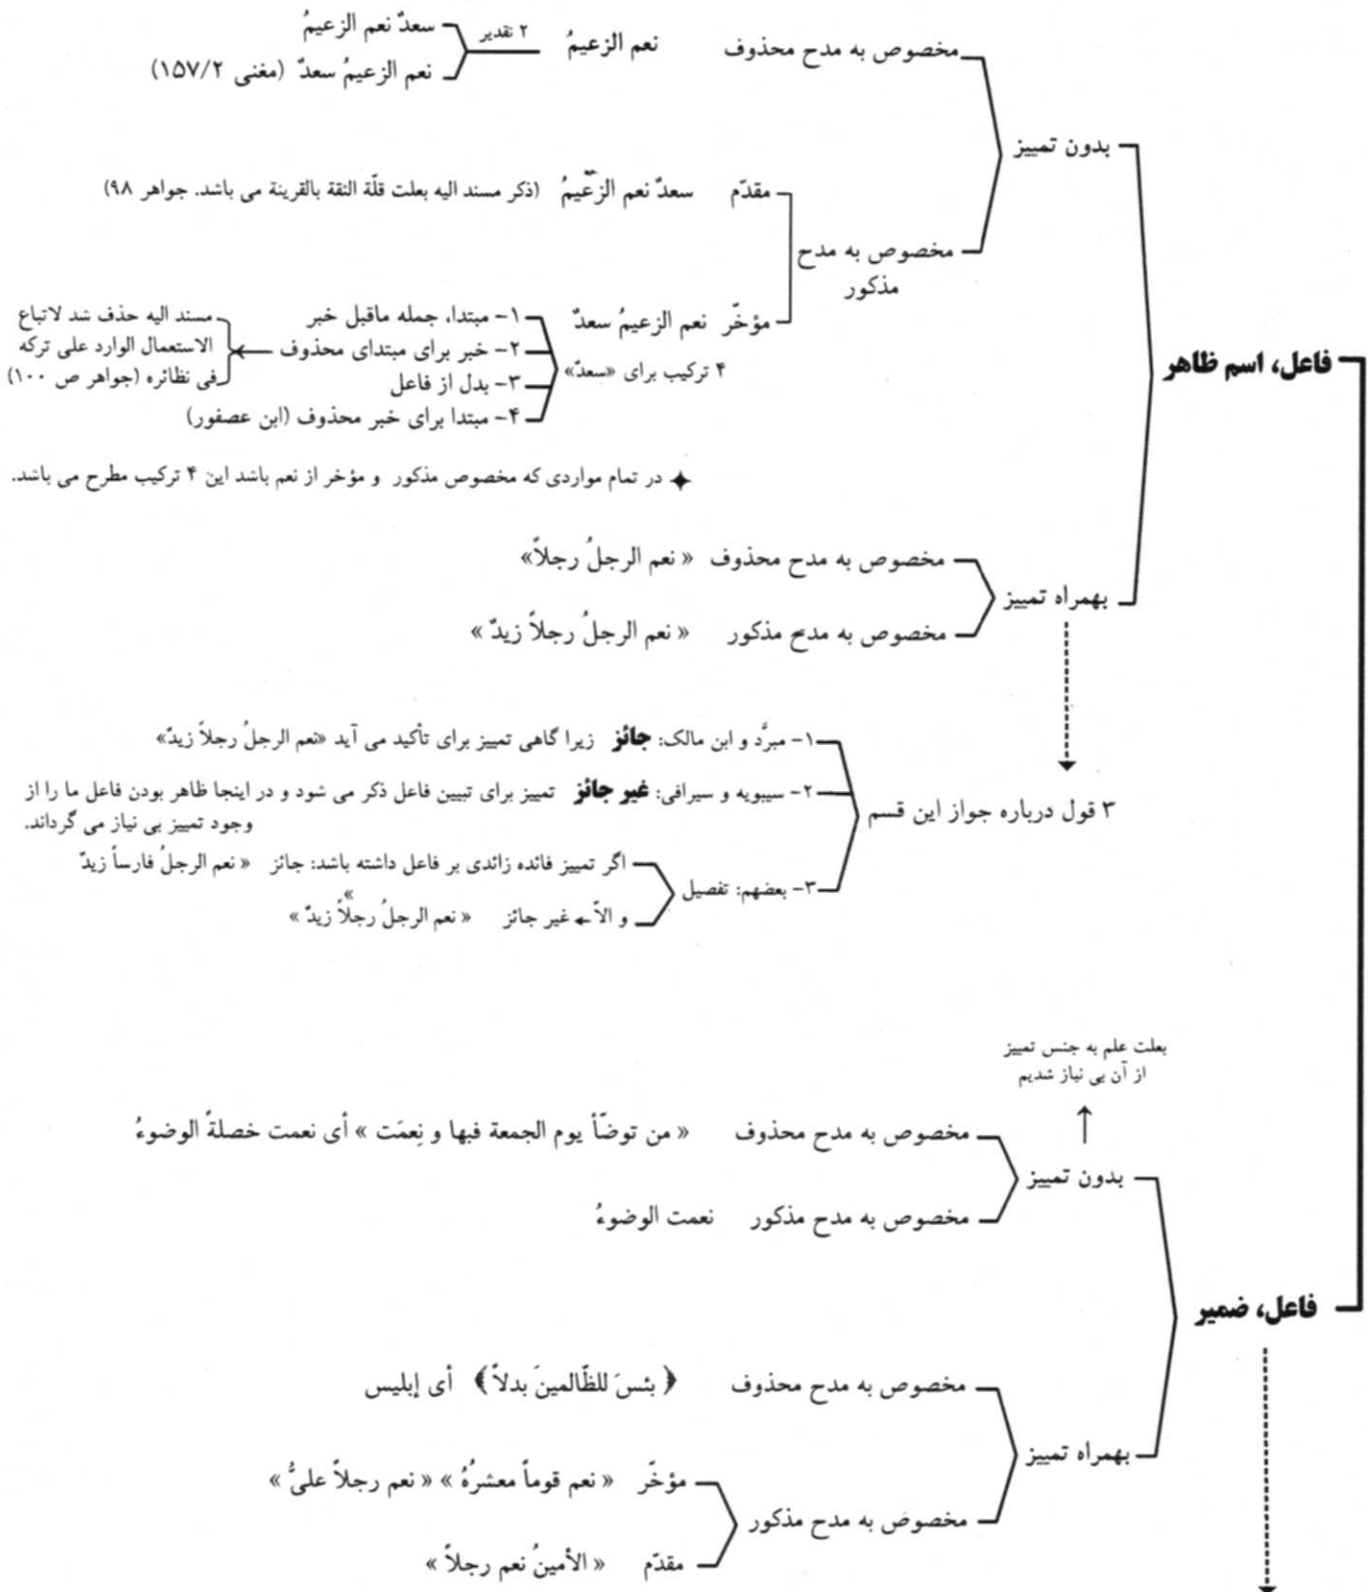 مخصوص به مدح محذوف نعم الزعیمُ ۲ تقدیر سعدٌ نعم الزعیمُ
نعم الزعیمُ سعدٌ (مغنی ۱۵۷/۲)
بدون تمییز
مقدّم سعدٌ نعم الزعیمُ (ذکر مسند الیه بعلت قلّة الثقة بالقرینة می باشد. جواهر ۹۸)
مخصوص به مدح
مذکور
مؤخّر نعم الزعیمُ سعدٌ
۴ ترکیب برای «سعدٌ»
۱- مبتدا، جمله ماقبل خبر
۲- خبر برای مبتدای محذوف
۳- بدل از فاعل
۴- مبتدا برای خبر محذوف (ابن عصفور)
مسند الیه حذف شد لاتباع
الاستعمال الوارد علی ترکه
فی نظائره (جواهر ص ۱۰۰)
فاعل، اسم ظاهر
✦ در تمام مواردی که مخصوص مذکور و مؤخر از نعم باشد این ۴ ترکیب مطرح می باشد.
مخصوص به مدح محذوف « نعم الرجلُ رجلاً»
بهمراه تمییز
مخصوص به مدح مذکور « نعم الرجلُ رجلاً زیدٌ »
۱- مبرَّد و ابن مالک: جائز زیرا گاهی تمییز برای تأکید می آید «نعم الرجلُ رجلاً زیدٌ»
۲- سیبویه و سیرافی: غیر جائز تمییز برای تبیین فاعل ذکر می شود و در اینجا ظاهر بودن فاعل ما را از
وجود تمییز بی نیاز می گرداند.
۳ قول درباره جواز این قسم
۳- بعضهم: تفصیل
اگر تمییز فائده زائدی بر فاعل داشته باشد: جائز « نعم الرجلُ فارساً زیدٌ »
و الاّ ← غیر جائز « نعم الرجلُ رجلاً زیدٌ »
بعلت علم به جنس تمییز
از آن بی نیاز شدیم
مخصوص به مدح محذوف « من توضّأ یوم الجمعة فبها و نِعمَت » أی نعمت خصلةً الوضوءُ
بدون تمییز
مخصوص به مدح مذکور نعمت الوضوءُ
فاعل، ضمیر
مخصوص به مدح محذوف ﴿ بئسَ للظّالمینَ بدلاً ﴾ أی إبلیس
بهمراه تمییز
مؤخّر « نعم قوماً معشرُهُ » « نعم رجلاً علیٌّ »
مخصوص به مدح مذکور
مقدّم « الأمینُ نعم رجلاً »